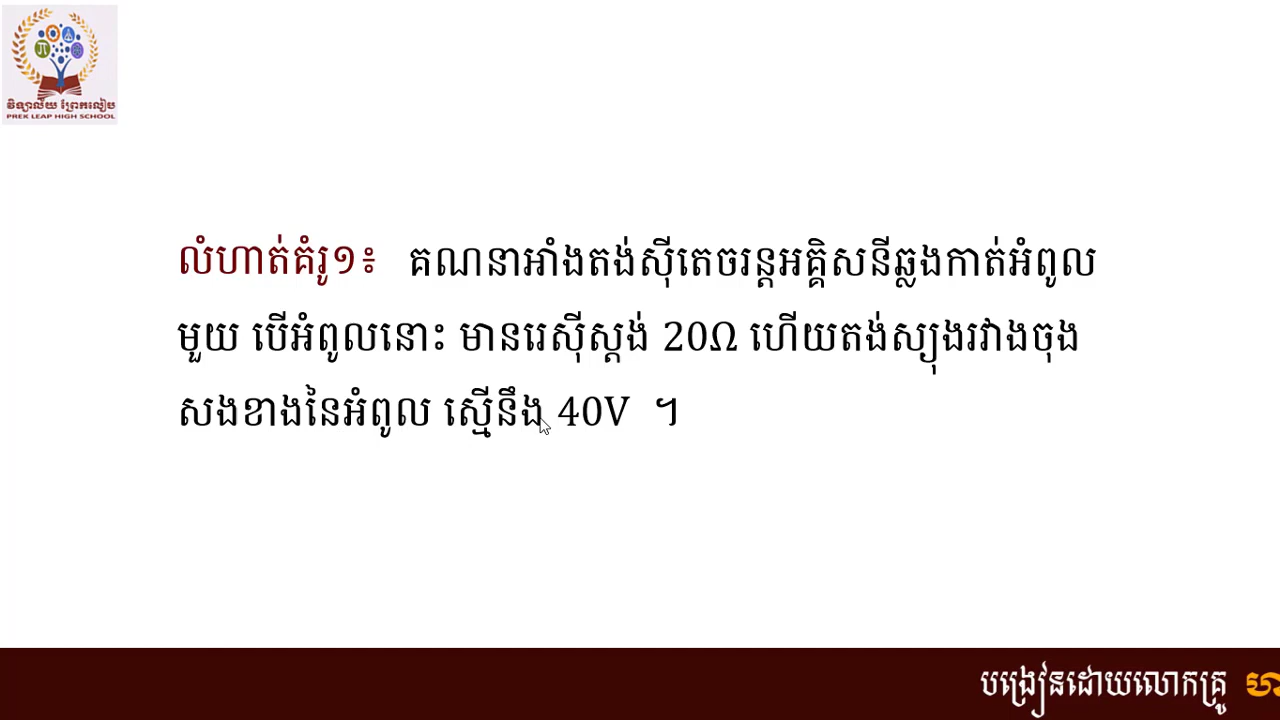 វិទ្យាល័យ ព្រែកលៀប
PREK LEAP HIGH SCHOOL
លំហាត់គំរូ១៖ គណនាអាំងតង់ស៊ីតេចរន្តអគ្គិសនីឆ្លងកាត់អំពូល
មួយ បើអំពូលនោះ មានរេស៊ីស្តង់ 20Ω ហើយតង់ស្យុងរវាងចុង
សងខាងនៃអំពូល ស្មើនឹង 40V ។
បង្រៀនដោយលោកគ្រូ